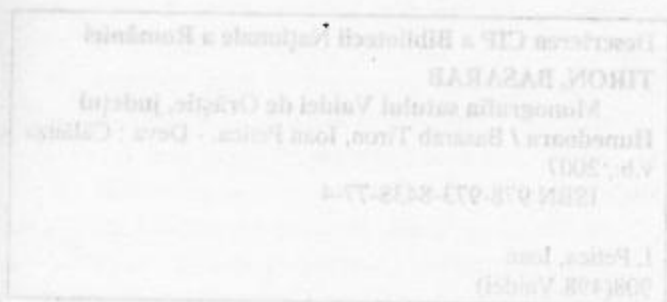 Descrierea CIP a Bibliotecii Naţionale a României
TIRON, BASARAB
Monografia satului Vaidei de Orăştie, judeţul
Hunedoara / Basarab Tiron, Ioan Petica. - Deva : Călăuza
v.b., 2007
ISBN 978-973-8438-77-4
I. Petica, Ioan
908(498 Vaidei)